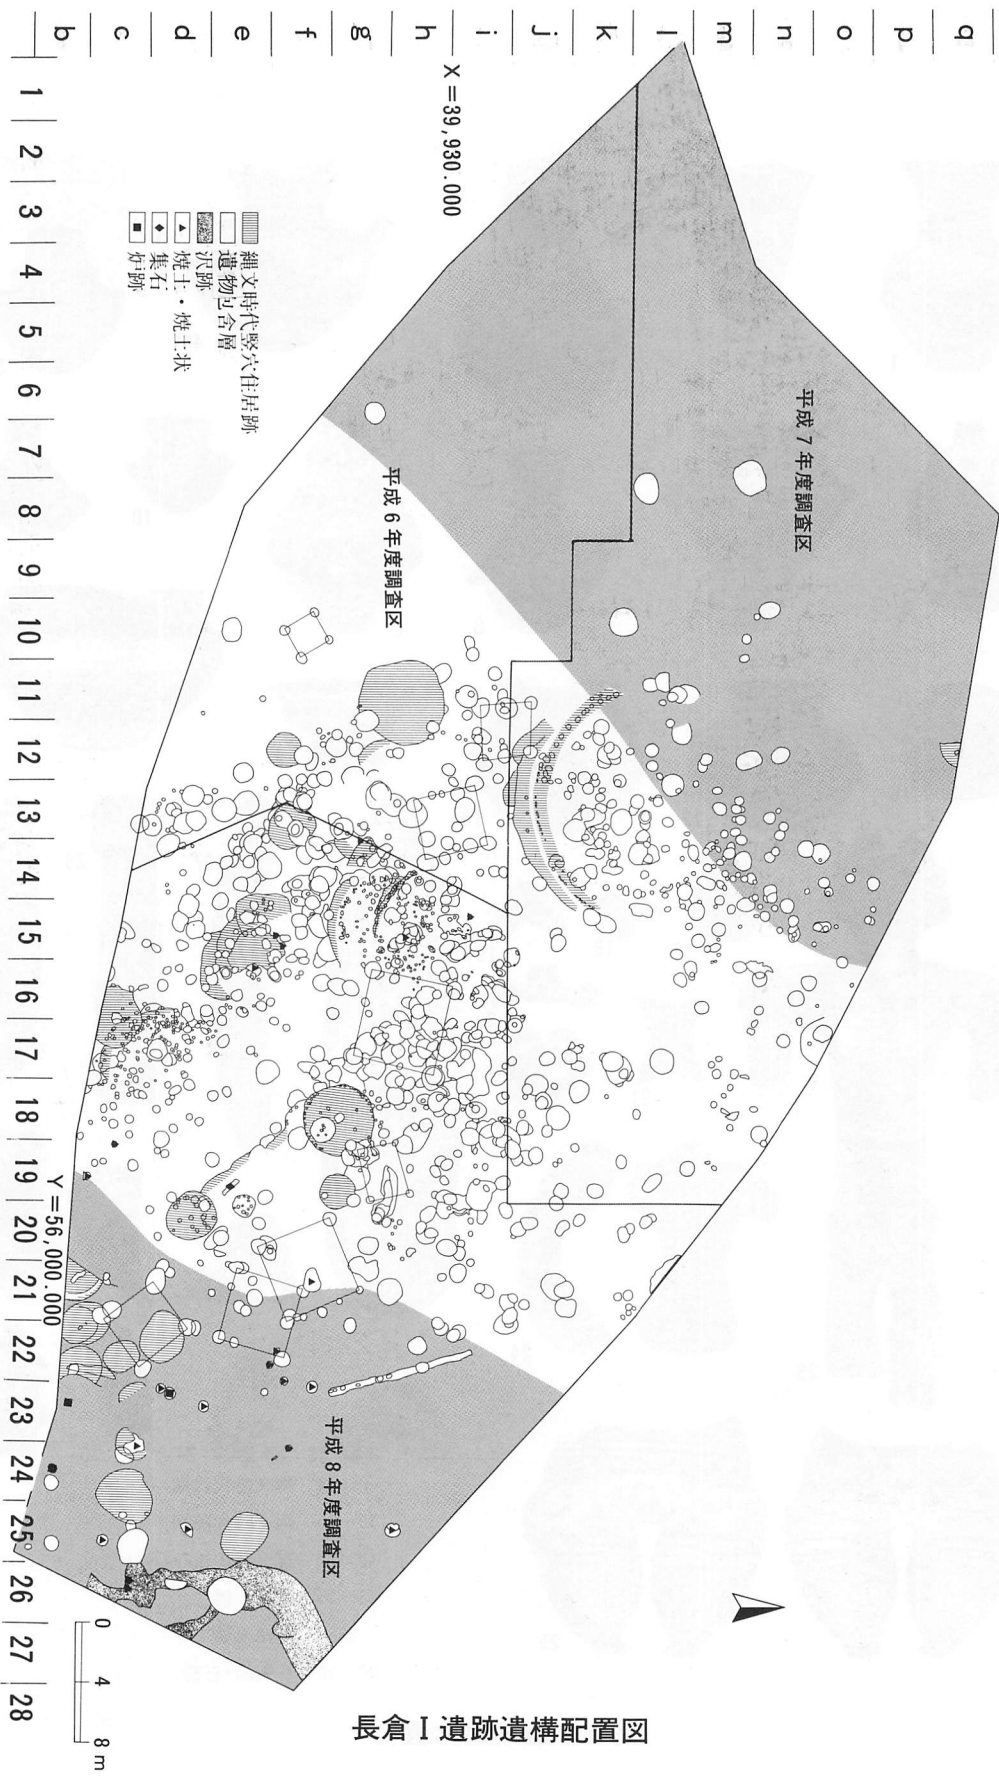 長倉Ⅰ遺跡遺構配置図
b c d e f g h i j k l m n o p q
1 2 3 4 5 6 7 8 9 10 11 12 13 14 15 16 17 18 19 20 21 22 23 24 25 26 27 28
X＝39,930.000
Y＝56,000.000
平成７年度調査区
平成６年度調査区
平成８年度調査区
縄文時代竪穴住居跡
遺物包含層
沢跡
焼土・焼土状
集石
炉跡
0 4 8m